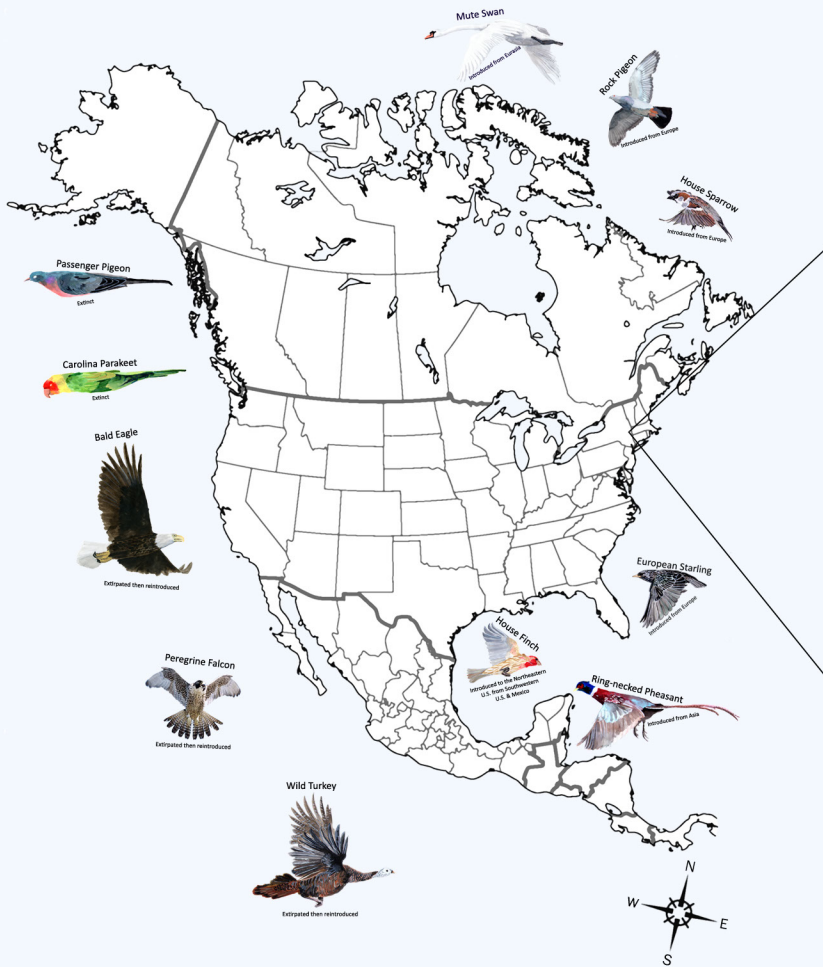 Mute Swan
Introduced from Eurasia
Rock Pigeon
Introduced from Europe
House Sparrow
Introduced from Europe
Passenger Pigeon
Extinct
Carolina Parakeet
Extinct
Bald Eagle
Extirpated then reintroduced
European Starling
Introduced from Europe
House Finch
Introduced to the Northeastern
U.S. from Southwestern
U.S. & Mexico
Peregrine Falcon
Extirpated then reintroduced
Ring-necked Pheasant
Introduced from Asia
Wild Turkey
Extirpated then reintroduced
N
W
E
S